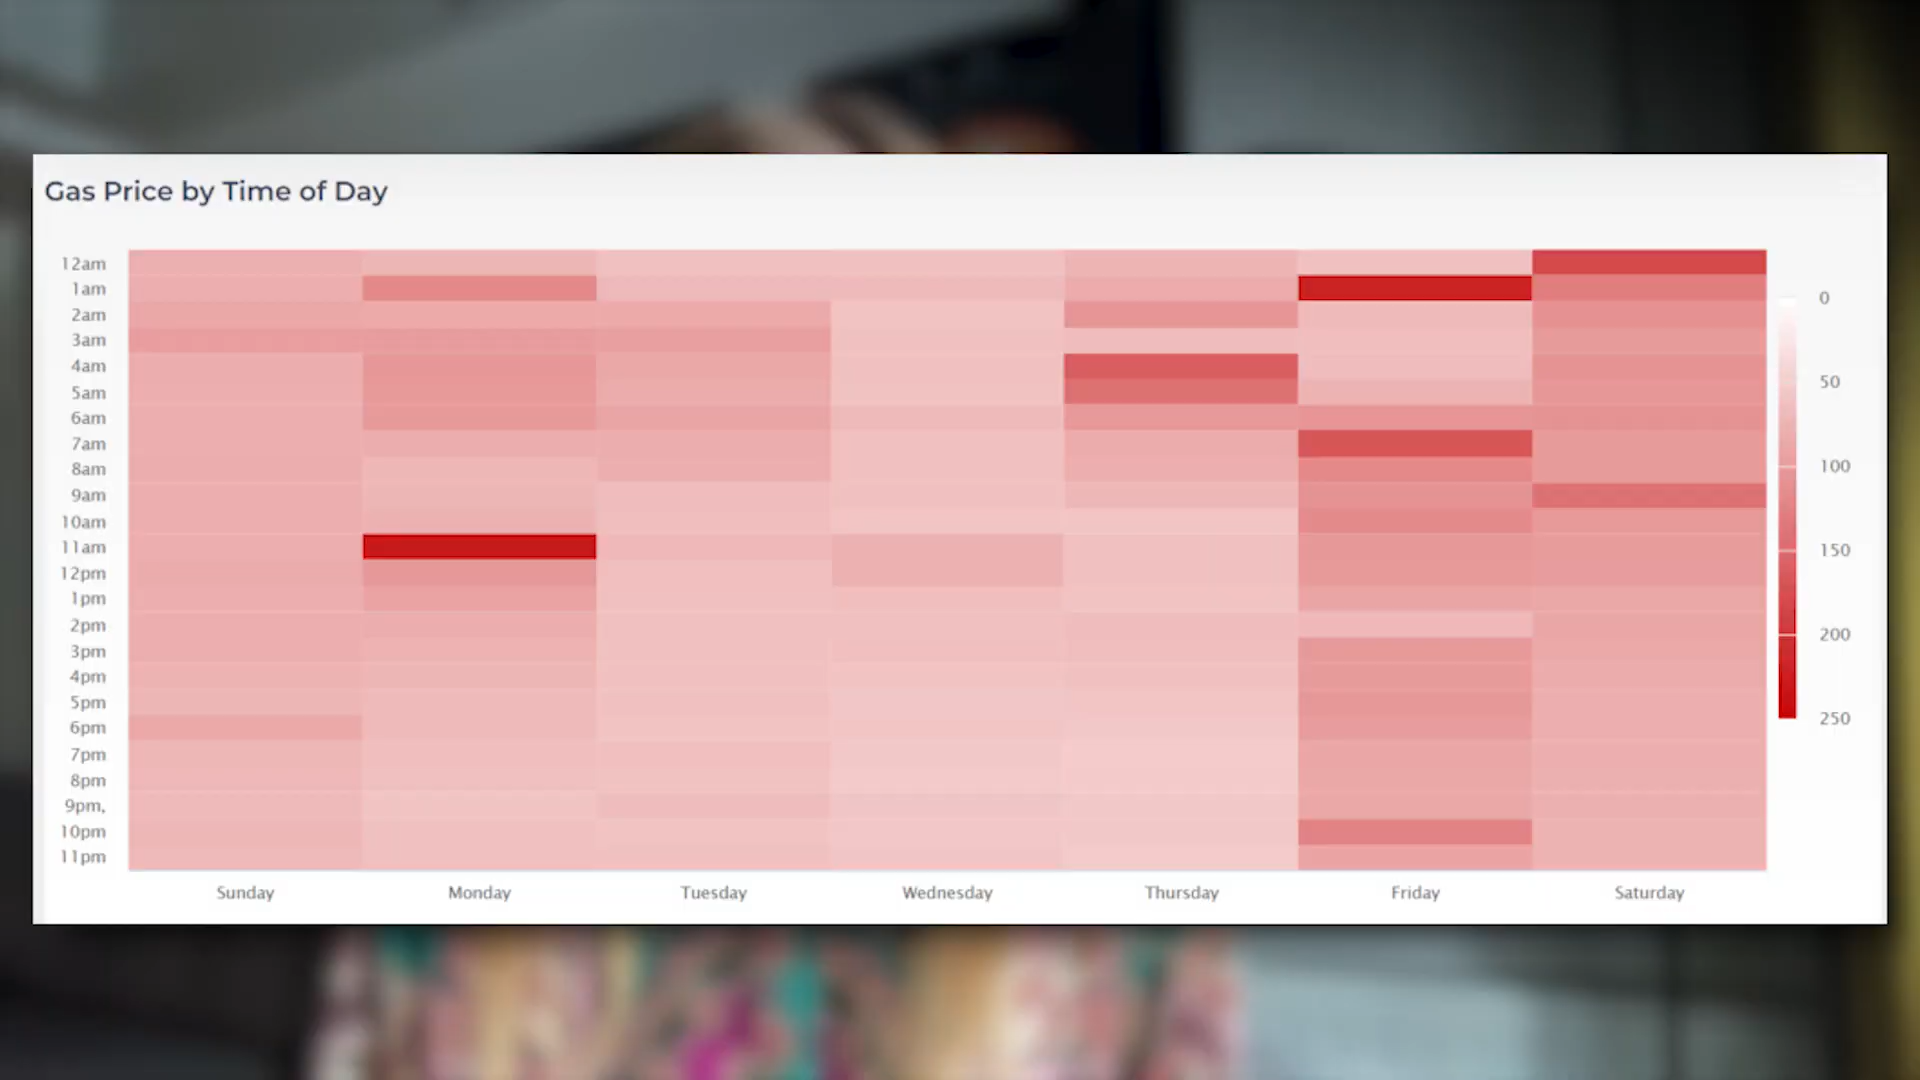 Gas Price by Time of Day
12am
1am
2am
3am
4am
5am
6am
7am
8am
9am
10am
11am
12pm
1pm
2pm
3pm
4pm
5pm
6pm
7pm
8pm
9pm,
10pm
11pm
Sunday Monday Tuesday Wednesday Thursday Friday Saturday
0
50
100
150
200
250